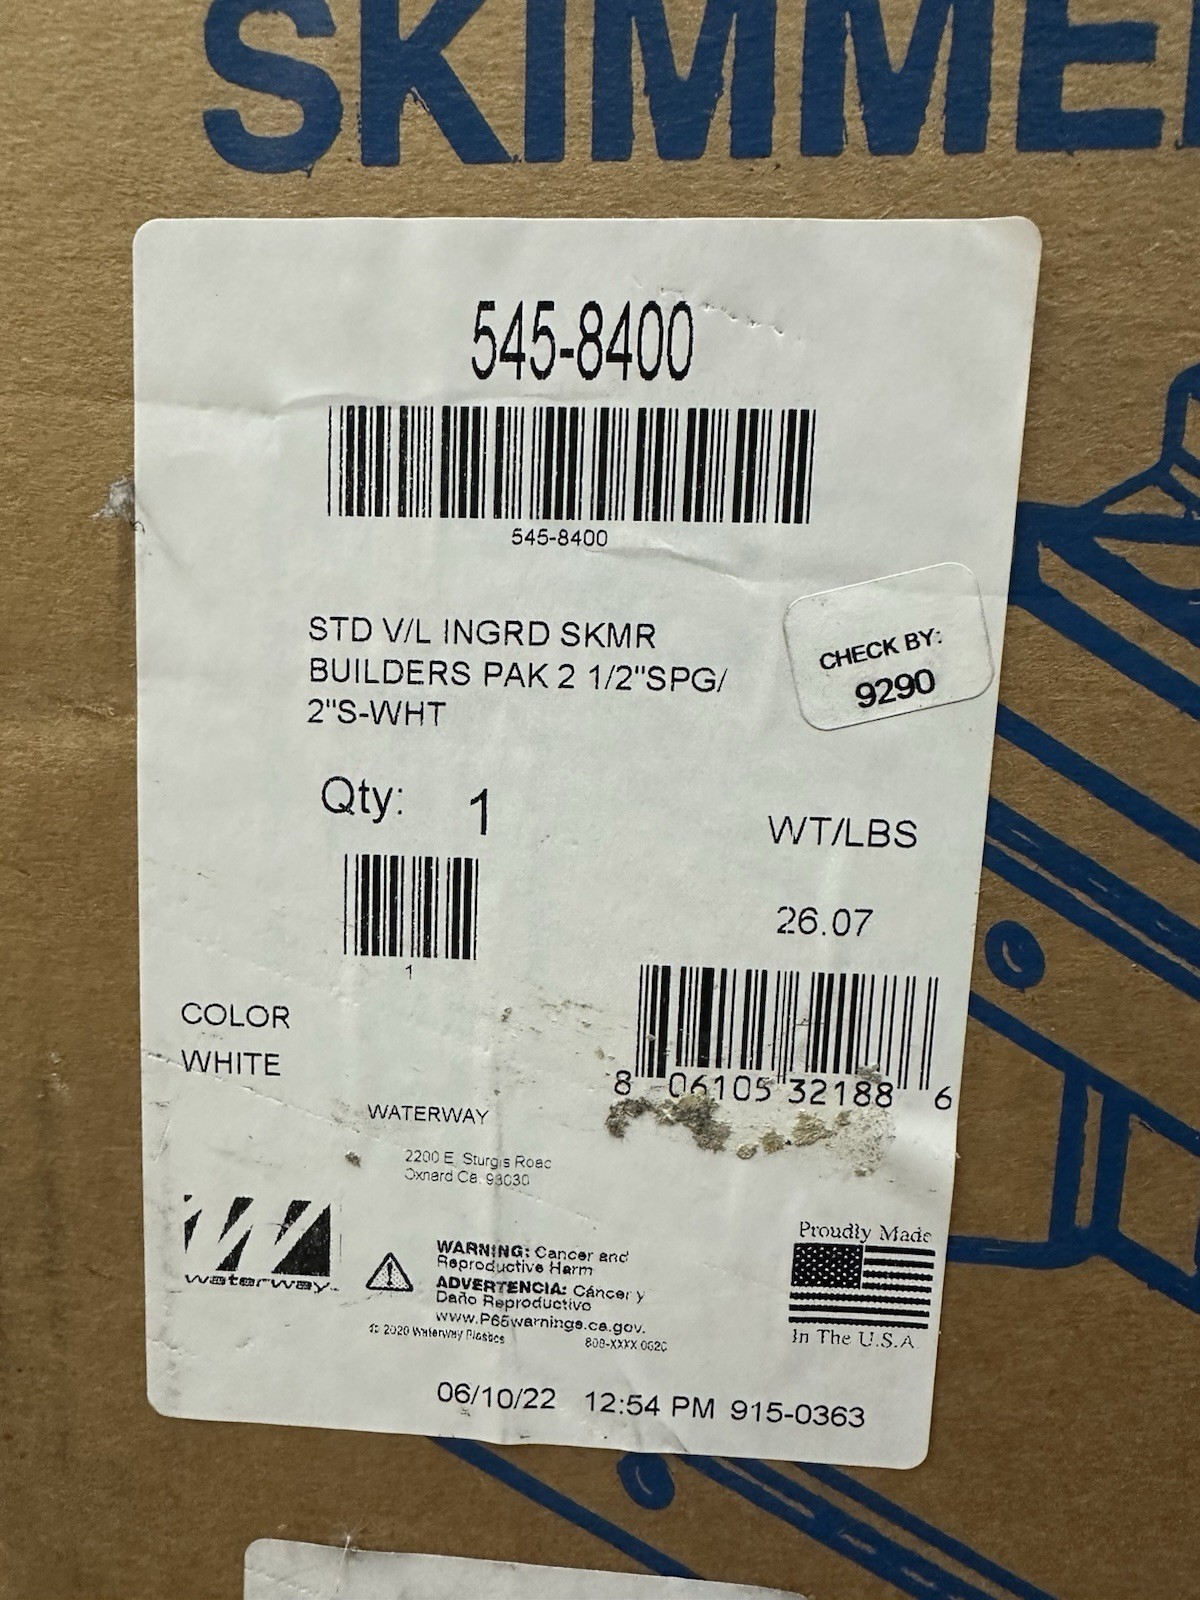 SKIMME
545-8400
545-8400
STD V/L INGRD SKMR
BUILDERS PAK 2 1/2"SPG/
2"S-WHT
CHECK BY:
9290
Qty: 1
1
WT/LBS
26.07
COLOR
WHITE
8 06105 32188 6
WATERWAY
2200 E. Sturgis Road
Oxnard Ca. 93030
waterway
WARNING: Cancer and
Reproductive Harm
ADVERTENCIA: Cáncer y
Daño Reproductivo
www.P65warnings.ca.gov.
© 2020 Waterway Plastics 809-XXXX 0620
Proudly Made
In The U.S.A.
06/10/22 12:54 PM 915-0363